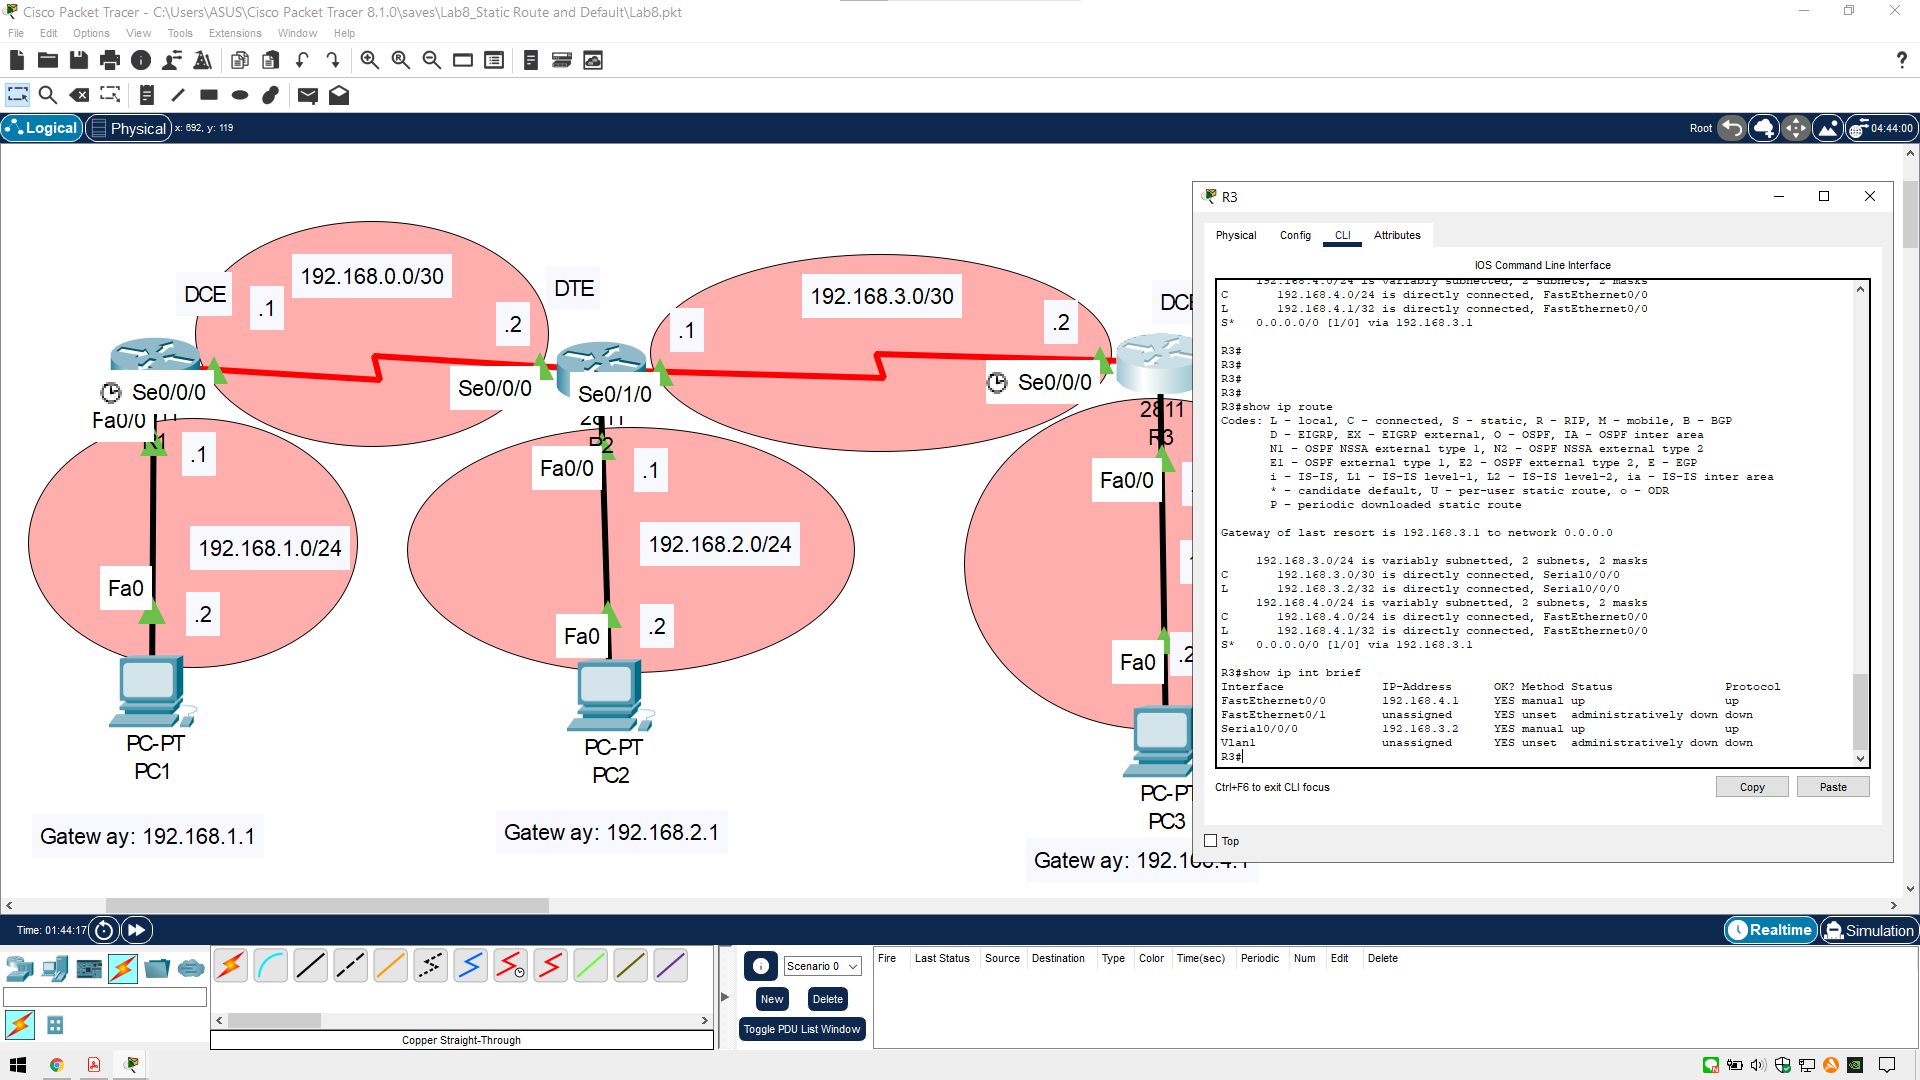 Cisco Packet Tracer - C:\Users\ASUS\Cisco Packet Tracer 8.1.0\saves\Lab8_Static Route and Default\Lab8.pkt
File Edit Options View Tools Extensions Window Help
Logical Physical x: 692, y: 119
Root 04:44:00
192.168.0.0/30
DCE
.1
.2
DTE
192.168.3.0/30
.1
.2
Se0/0/0
Se0/0/0
Se0/1/0
Se0/0/0
Fa0/0
R1
2811
R2
2811
R3
.1
Fa0/0
.1
Fa0/0
192.168.1.0/24
192.168.2.0/24
Fa0
.2
Fa0
.2
Fa0
PC-PT
PC1
PC-PT
PC2
PC3
Gatew ay: 192.168.1.1
Gatew ay: 192.168.2.1
Gatew ay: 192.168.4.1
R3
Physical Config CLI Attributes
IOS Command Line Interface
192.168.4.0/24 is variably subnetted, 2 subnets, 2 masks
C 192.168.4.0/24 is directly connected, FastEthernet0/0
L 192.168.4.1/32 is directly connected, FastEthernet0/0
S* 0.0.0.0/0 [1/0] via 192.168.3.1
R3#
R3#
R3#
R3#
R3#show ip route
Codes: L - local, C - connected, S - static, R - RIP, M - mobile, B - BGP
D - EIGRP, EX - EIGRP external, O - OSPF, IA - OSPF inter area
N1 - OSPF NSSA external type 1, N2 - OSPF NSSA external type 2
E1 - OSPF external type 1, E2 - OSPF external type 2, E - EGP
i - IS-IS, L1 - IS-IS level-1, L2 - IS-IS level-2, ia - IS-IS inter area
* - candidate default, U - per-user static route, o - ODR
P - periodic downloaded static route
Gateway of last resort is 192.168.3.1 to network 0.0.0.0
192.168.3.0/24 is variably subnetted, 2 subnets, 2 masks
C 192.168.3.0/30 is directly connected, Serial0/0/0
L 192.168.3.2/32 is directly connected, Serial0/0/0
192.168.4.0/24 is variably subnetted, 2 subnets, 2 masks
C 192.168.4.0/24 is directly connected, FastEthernet0/0
L 192.168.4.1/32 is directly connected, FastEthernet0/0
S* 0.0.0.0/0 [1/0] via 192.168.3.1
R3#show ip int brief
Interface IP-Address OK? Method Status Protocol
FastEthernet0/0 192.168.4.1 YES manual up up
FastEthernet0/1 unassigned YES unset administratively down down
Serial0/0/0 192.168.3.2 YES manual up up
Vlan1 unassigned YES unset administratively down down
R3#
Ctrl+F6 to exit CLI focus
Copy
Paste
Top
Time: 01:44:17
Realtime Simulation
Scenario 0
New Delete
Toggle PDU List Window
Fire Last Status Source Destination Type Color Time(sec) Periodic Num Edit Delete
Copper Straight-Through